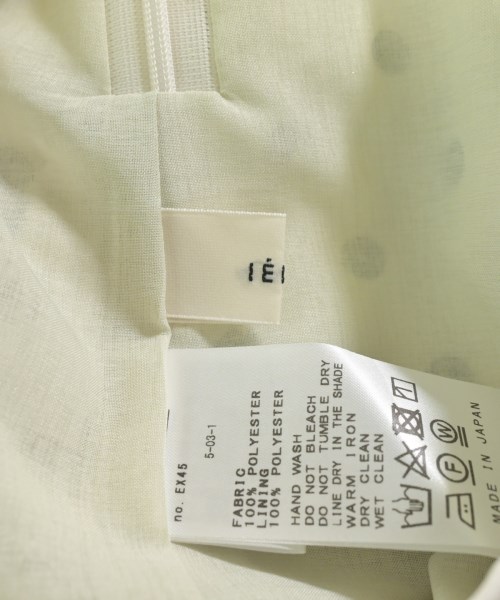 m.
no. EX45
5-03-1
FABRIC
100% POLYESTER
LINING
100% POLYESTER
HAND WASH
DO NOT BLEACH
DO NOT TUMBLE DRY
LINE DRY IN THE SHADE
WARM IRON
DRY CLEAN
WET CLEAN
F W
MADE IN JAPAN